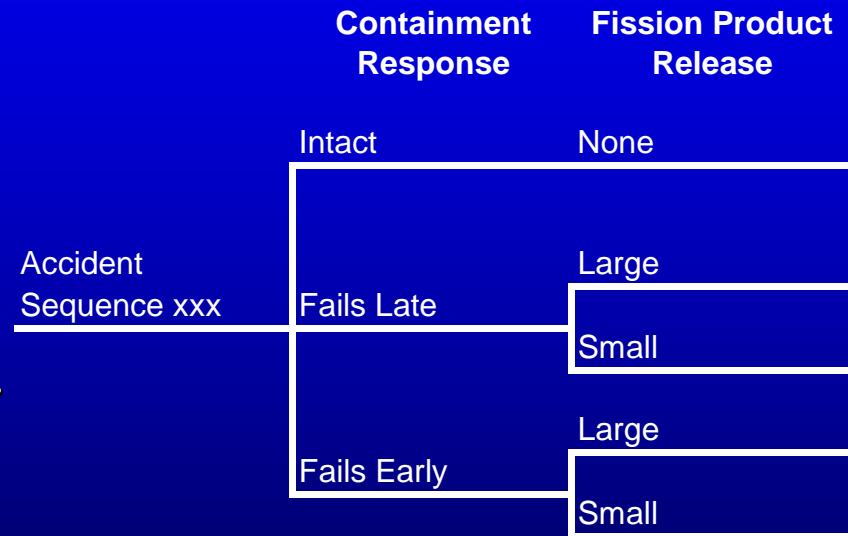 Containment Fission Product
Response Release
Intact None
Accident Large
Sequence xxx Fails Late
Small
Large
Fails Early
Small